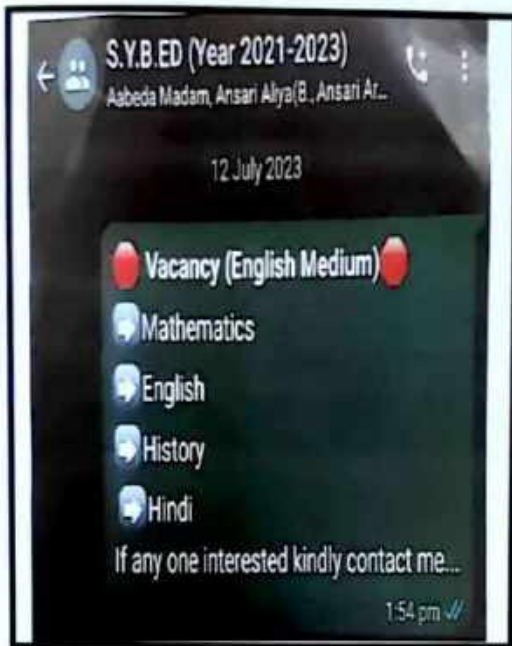 S.Y.B.ED (Year 2021-2023)
Aabeda Madam, Ansari Aliya(B., Ansari Ar...
12 July 2023
Vacancy (English Medium)
Mathematics
English
History
Hindi
If any one interested kindly contact me...
1:54 pm